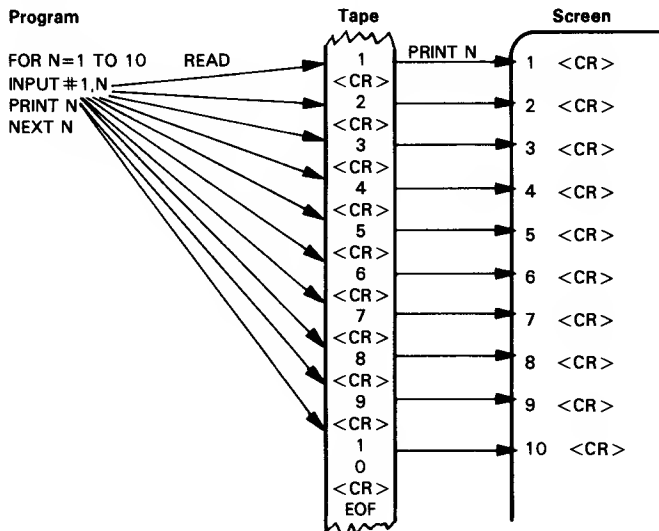 Program Tape Screen
FOR N=1 TO 10 READ 1 PRINT N 1 <CR>
INPUT#1,N <CR>
PRINT N 2 2 <CR>
NEXT N <CR>
3 3 <CR>
<CR>
4 4 <CR>
<CR>
5 5 <CR>
<CR>
6 6 <CR>
<CR>
7 7 <CR>
<CR>
8 8 <CR>
<CR>
9 9 <CR>
<CR>
1 10 <CR>
0
<CR>
EOF